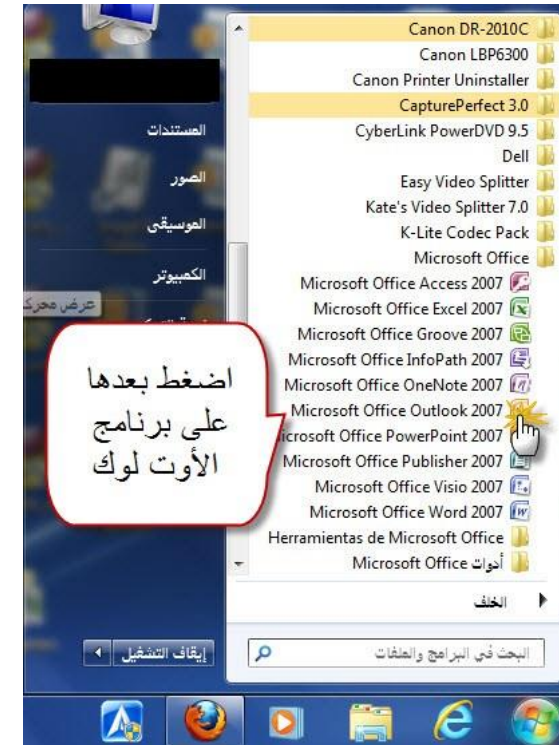 Canon DR-2010C
Canon LBP6300
Canon Printer Uninstaller
CapturePerfect 3.0
CyberLink PowerDVD 9.5
Dell
Easy Video Splitter
Kate's Video Splitter 7.0
K-Lite Codec Pack
Microsoft Office
Microsoft Office Access 2007
Microsoft Office Excel 2007
Microsoft Office Groove 2007
Microsoft Office InfoPath 2007
Microsoft Office OneNote 2007
Microsoft Office Outlook 2007
Microsoft Office PowerPoint 2007
Microsoft Office Publisher 2007
Microsoft Office Visio 2007
Microsoft Office Word 2007
Herramientas de Microsoft Office
أدوات Microsoft Office
الخلف
البحث في البرامج والملفات
المستندات
الصور
الموسيقى
الكمبيوتر
عرض محرك
اضغط بعدها
على برنامج
الأوت لوك
إيقاف التشغيل